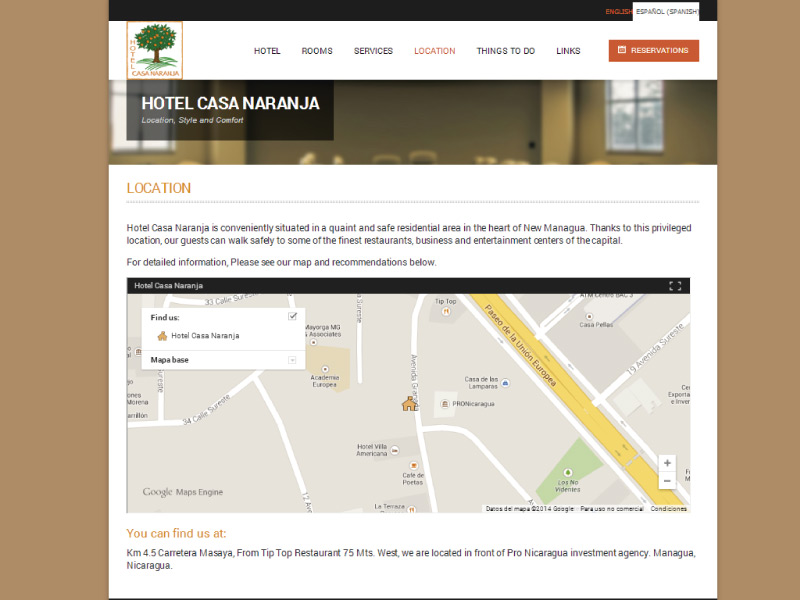 ENGLISH ESPAÑOL (SPANISH)
HOTEL
CASA NARANJA
HOTEL ROOMS SERVICES LOCATION THINGS TO DO LINKS RESERVATIONS
HOTEL CASA NARANJA
Location, Style and Comfort
LOCATION
Hotel Casa Naranja is conveniently situated in a quaint and safe residential area in the heart of New Managua. Thanks to this privileged
location, our guests can walk safely to some of the finest restaurants, business and entertainment centers of the capital.
For detailed information, Please see our map and recommendations below.
Hotel Casa Naranja
Find us:
Hotel Casa Naranja
Mapa base
33 Calle Sureste
Mayorga MG
& Associates
Academia
Europea
34 Calle Sureste
Tip Top
Paseo de la Unión Europea
ATM Centro BAC 3
Casa Pellas
19 Avenida Sureste
Casa de las
Lamparas
PRONicaragua
Hotel Villa
Americana
Café de
Poetas
La Terraza
Los No
Videntes
Google Maps Engine
Datos del mapa ©2014 Google Para uso no comercial Condiciones
You can find us at:
Km 4.5 Carretera Masaya, From Tip Top Restaurant 75 Mts. West, we are located in front of Pro Nicaragua investment agency. Managua,
Nicaragua.